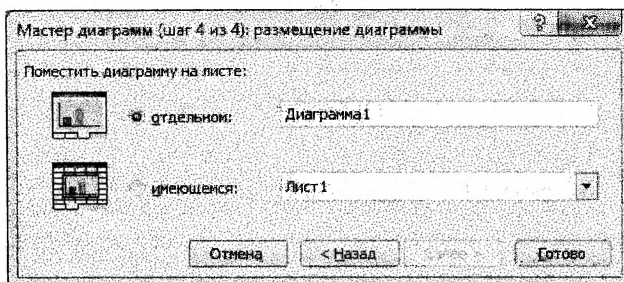 Мастер диаграмм (шаг 4 из 4): размещение диаграммы
Поместить диаграмму на листе:
отдельном: Диаграмма1
имеющемся: Лист1
Отмена < Назад Готово